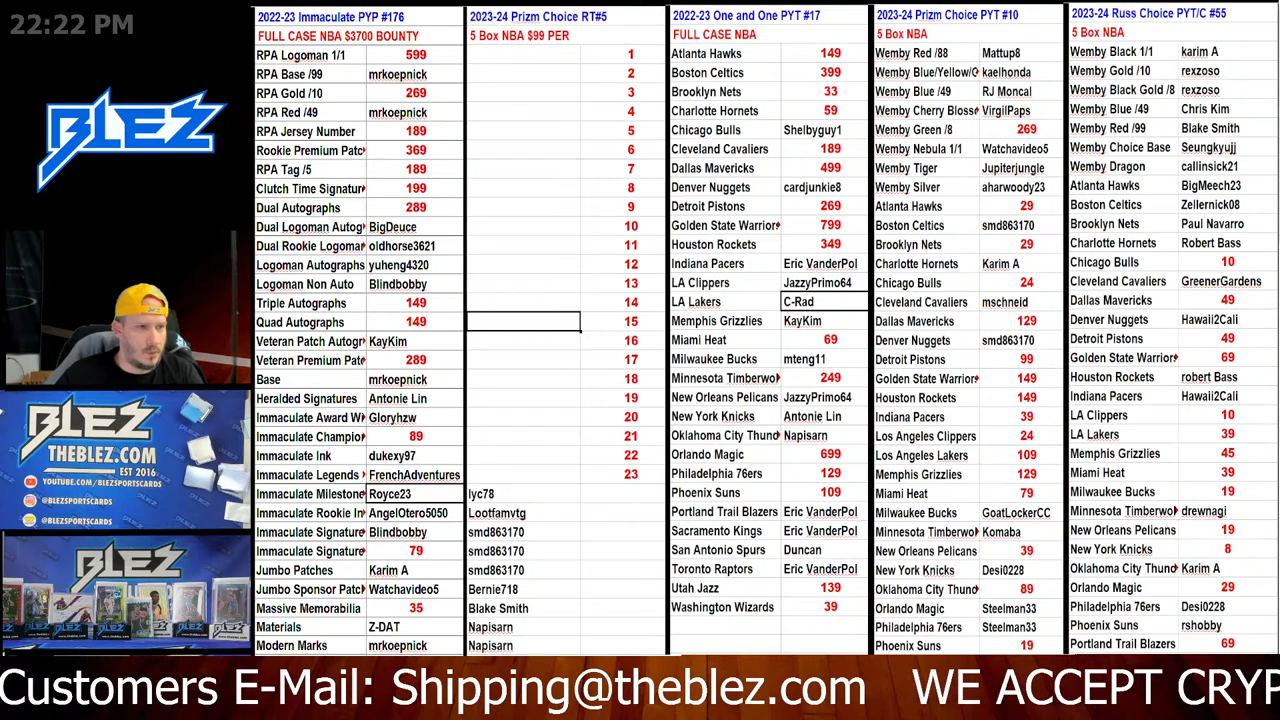 22:22 PM
BLEZ
BLEZ
THEBLEZ.COM
EST 2016
YOUTUBE.COM/BLEZSPORTSCARDS
@BLEZSPORTSCARDS
@BLEZSPORTSCARDS
BLEZ
2022-23 Immaculate PYP #176
FULL CASE NBA $3700 BOUNTY
RPA Logoman 1/1 599
RPA Base /99 mrkoepnick
RPA Gold /10 269
RPA Red /49 mrkoepnick
RPA Jersey Number 189
Rookie Premium Patc 369
RPA Tag /5 189
Clutch Time Signatur 199
Dual Autographs 289
Dual Logoman Autog BigDeuce
Dual Rookie Logomar oldhorse3621
Logoman Autographs yuheng4320
Logoman Non Auto Blindbobby
Triple Autographs 149
Quad Autographs 149
Veteran Patch Autogr KayKim
Veteran Premium Pat 289
Base mrkoepnick
Heralded Signatures Antonie Lin
Immaculate Award W Gloryhzw
Immaculate Champio 89
Immaculate Ink dukexy97
Immaculate Legends FrenchAdventures
Immaculate Milestone Royce23
Immaculate Rookie In AngelOtero5050
Immaculate Signature Blindbobby
Immaculate Signature 79
Jumbo Patches Karim A
Jumbo Sponsor Patc Watchavideo5
Massive Memorabilia 35
Materials Z-DAT
Modern Marks mrkoepnick
2023-24 Prizm Choice RT#5
5 Box NBA $99 PER
1
2
3
4
5
6
7
8
9
10
11
12
13
14
15
16
17
18
19
20
21
22
23
lyc78
Lootfamvtg
smd863170
smd863170
smd863170
Bernie718
Blake Smith
Napisarn
Napisarn
2022-23 One and One PYT #17
FULL CASE NBA
Atlanta Hawks 149
Boston Celtics 399
Brooklyn Nets 33
Charlotte Hornets 59
Chicago Bulls Shelbyguy1
Cleveland Cavaliers 189
Dallas Mavericks 499
Denver Nuggets cardjunkie8
Detroit Pistons 269
Golden State Warrior 799
Houston Rockets 349
Indiana Pacers Eric VanderPol
LA Clippers JazzyPrimo64
LA Lakers C-Rad
Memphis Grizzlies KayKim
Miami Heat 69
Milwaukee Bucks mteng11
Minnesota Timberwo 249
New Orleans Pelicans JazzyPrimo64
New York Knicks Antonie Lin
Oklahoma City Thund Napisarn
Orlando Magic 699
Philadelphia 76ers 129
Phoenix Suns 109
Portland Trail Blazers Eric VanderPol
Sacramento Kings Eric VanderPol
San Antonio Spurs Duncan
Toronto Raptors Eric VanderPol
Utah Jazz 139
Washington Wizards 39
2023-24 Prizm Choice PYT #10
5 Box NBA
Wemby Red /88 Mattup8
Wemby Blue/Yellow/G kaelhonda
Wemby Blue /49 RJ Moncal
Wemby Cherry Bloss VirgilPaps
Wemby Green /8 269
Wemby Nebula 1/1 Watchavideo5
Wemby Tiger Jupiterjungle
Wemby Silver aharwoody23
Atlanta Hawks 29
Boston Celtics smd863170
Brooklyn Nets 29
Charlotte Hornets Karim A
Chicago Bulls 24
Cleveland Cavaliers mschneid
Dallas Mavericks 129
Denver Nuggets smd863170
Detroit Pistons 99
Golden State Warrior 149
Houston Rockets 149
Indiana Pacers 39
Los Angeles Clippers 24
Los Angeles Lakers 109
Memphis Grizzlies 129
Miami Heat 79
Milwaukee Bucks GoatLockerCC
Minnesota Timberwo Komaba
New Orleans Pelicans 39
New York Knicks Desi0228
Oklahoma City Thund 89
Orlando Magic Steelman33
Philadelphia 76ers Steelman33
Phoenix Suns 19
2023-24 Russ Choice PYT/C #55
5 Box NBA
Wemby Black 1/1 karim A
Wemby Gold /10 rexzoso
Wemby Black Gold /8 rexzoso
Wemby Blue /49 Chris Kim
Wemby Red /99 Blake Smith
Wemby Choice Base Seungkyujj
Wemby Dragon callinsick21
Atlanta Hawks BigMeech23
Boston Celtics Zellernick08
Brooklyn Nets Paul Navarro
Charlotte Hornets Robert Bass
Chicago Bulls 10
Cleveland Cavaliers GreenerGardens
Dallas Mavericks 49
Denver Nuggets Hawaii2Cali
Detroit Pistons 49
Golden State Warrior 69
Houston Rockets robert Bass
Indiana Pacers Hawaii2Cali
LA Clippers 10
LA Lakers 39
Memphis Grizzlies 45
Miami Heat 39
Milwaukee Bucks 19
Minnesota Timberwo drewnagi
New Orleans Pelicans 19
New York Knicks 8
Oklahoma City Thund Karim A
Orlando Magic 29
Philadelphia 76ers Desi0228
Phoenix Suns rshobby
Portland Trail Blazers 69
Customers E-Mail: Shipping@theblez.com WE ACCEPT CRYP